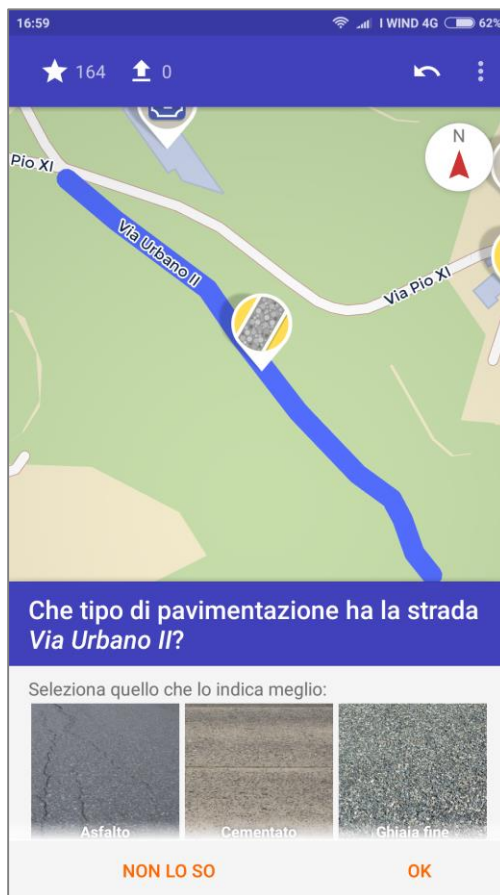 16:59
I WIND 4G 62%
164 0
N
Pio XI
Via Urbano II
Via Pio XI
Che tipo di pavimentazione ha la strada
Via Urbano II?
Seleziona quello che lo indica meglio:
Asfalto Cementato Ghiaia fine
NON LO SO OK